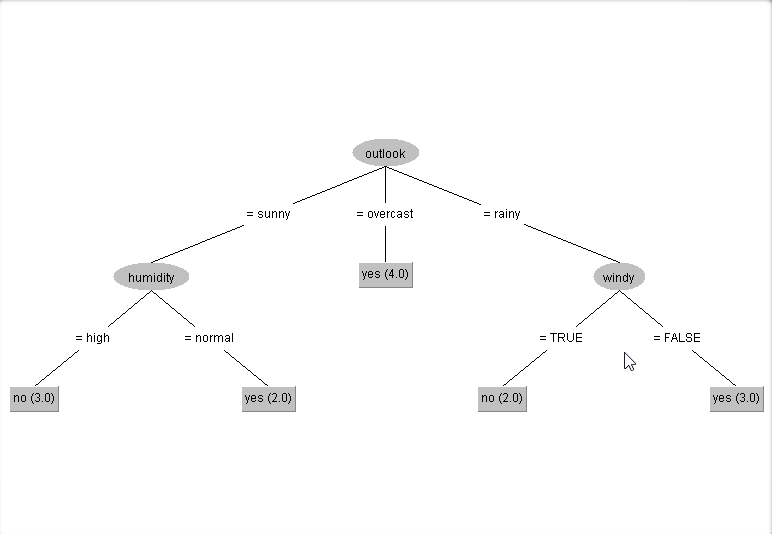 outlook
= sunny
= overcast
= rainy
humidity
yes (4.0)
windy
= high
= normal
= TRUE
= FALSE
no (3.0)
yes (2.0)
no (2.0)
yes (3.0)